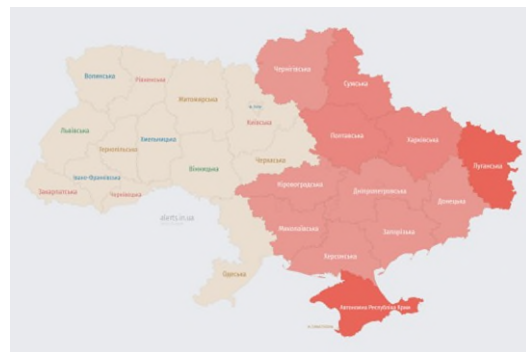 Чернігівська
Сумська
Волинська
Рівненська
Житомирська
Київська
Полтавська
Харківська
Львівська
Тернопільська
Хмельницька
Черкаська
Луганська
Вінницька
Івано-Франківська
Закарпатська
Чернівецька
Кіровоградська
Дніпропетровська
Донецька
alerts.in.ua
Миколаївська
Запорізька
Херсонська
Одеська
Автономна Республіка Крим